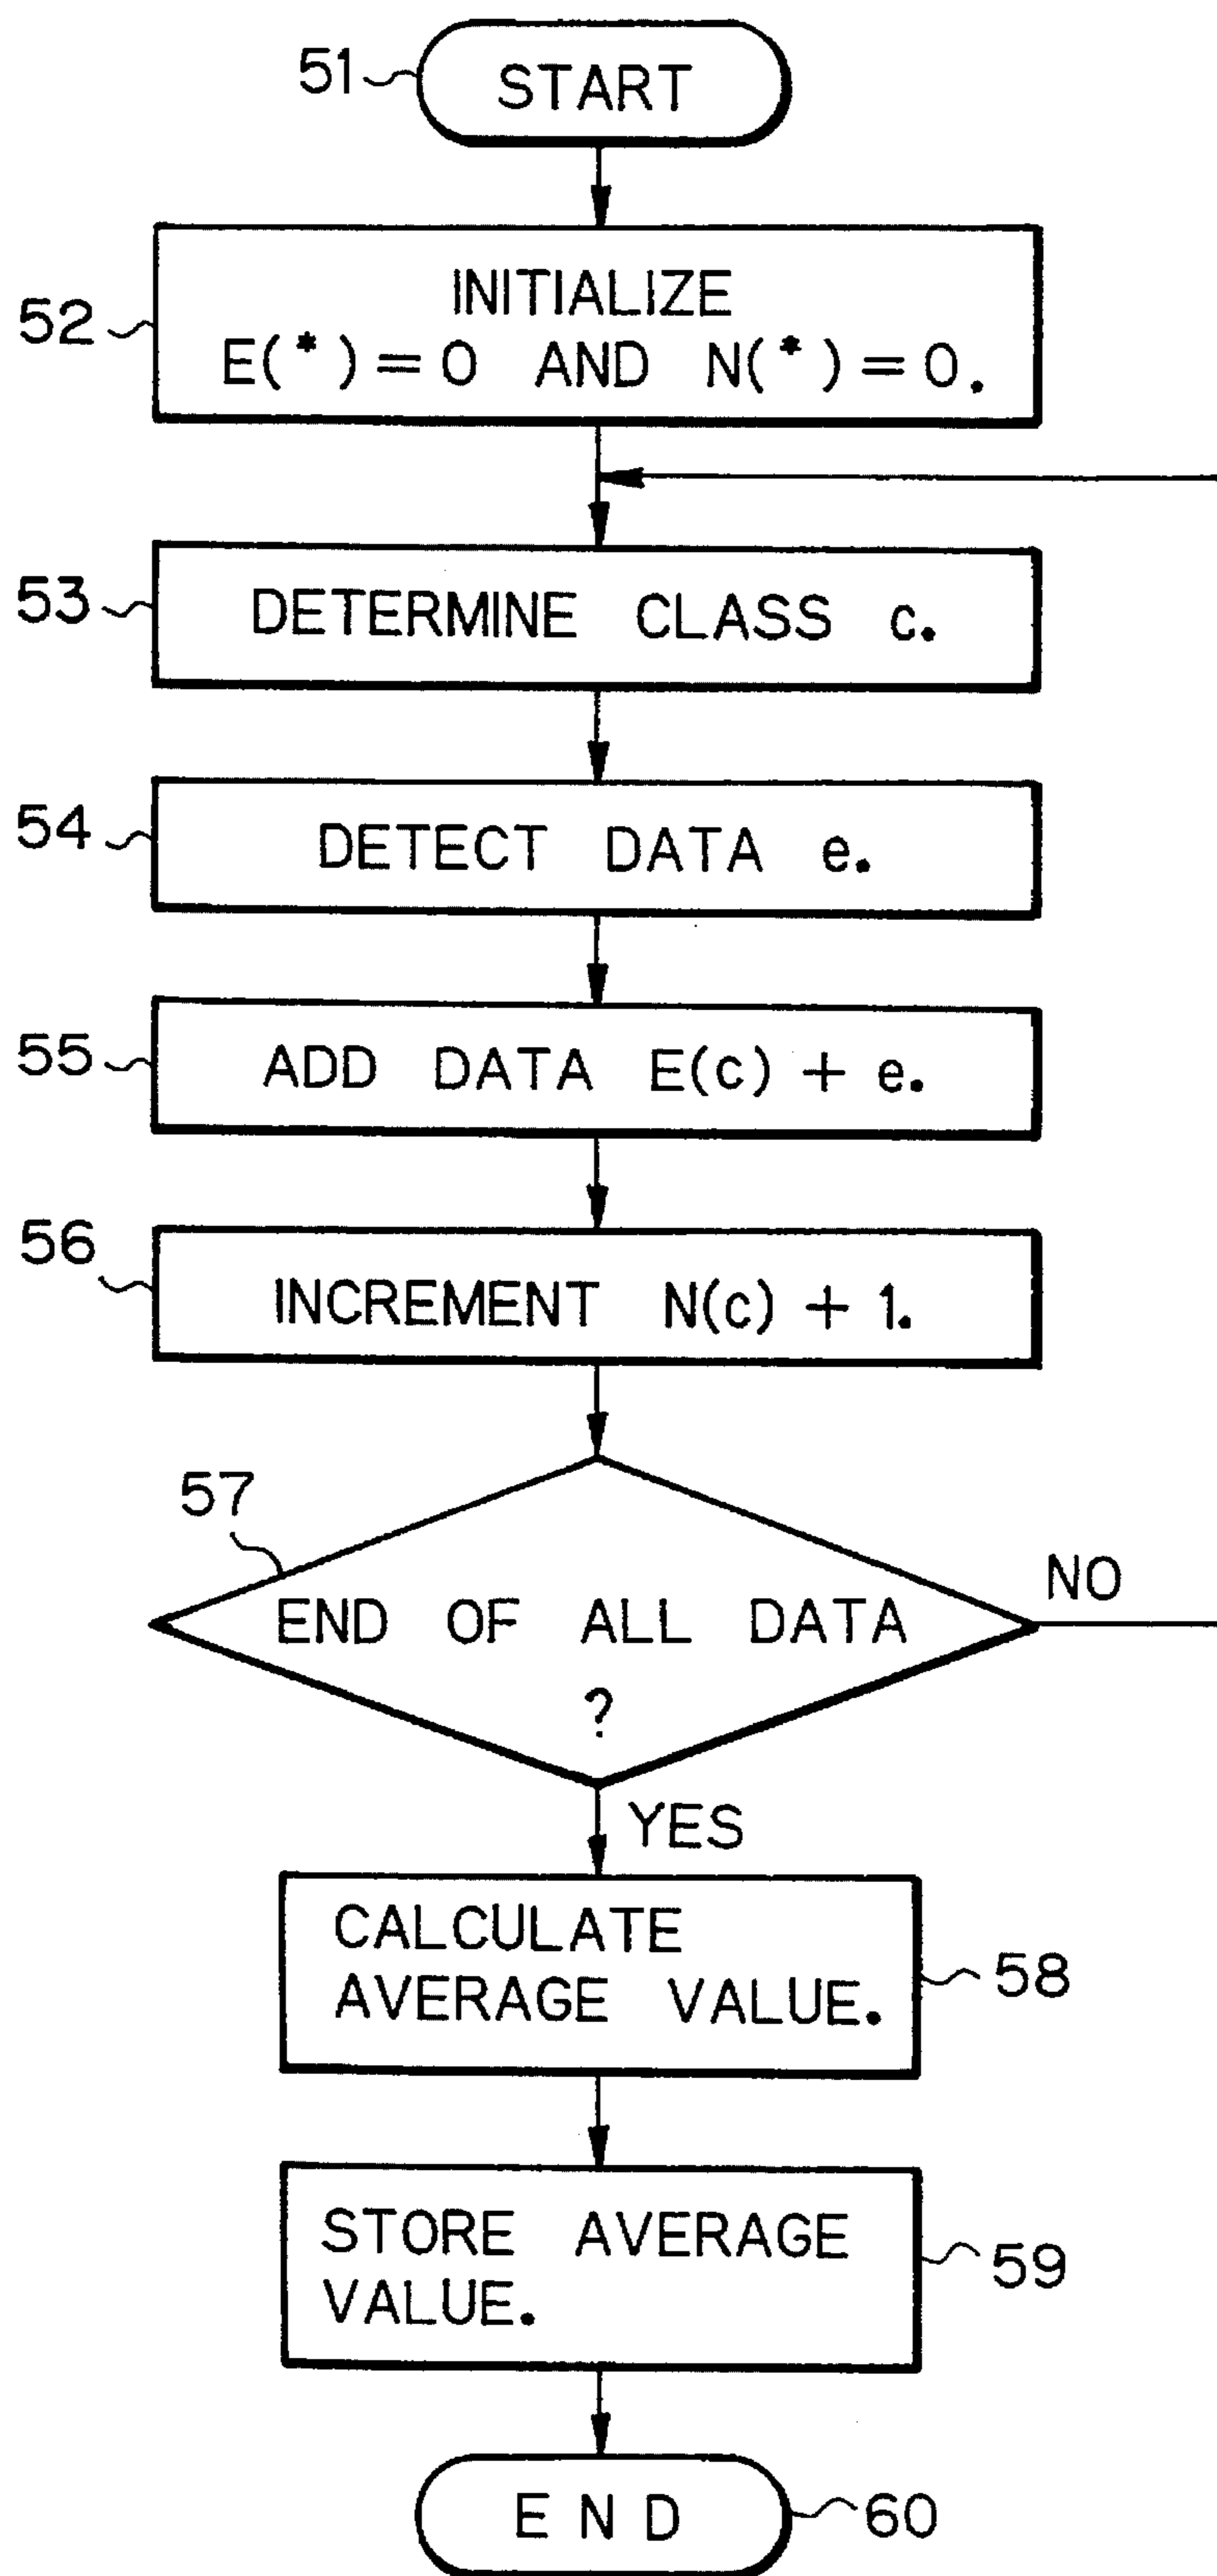 51
START
52
INITIALIZE
E(*)=0 AND N(*)=0.
53
DETERMINE CLASS c.
54
DETECT DATA e.
55
ADD DATA E(c) + e.
56
INCREMENT N(c) + 1.
57
END OF ALL DATA
?
NO
YES
CALCULATE
AVERAGE VALUE.
58
STORE AVERAGE
VALUE.
59
END
60